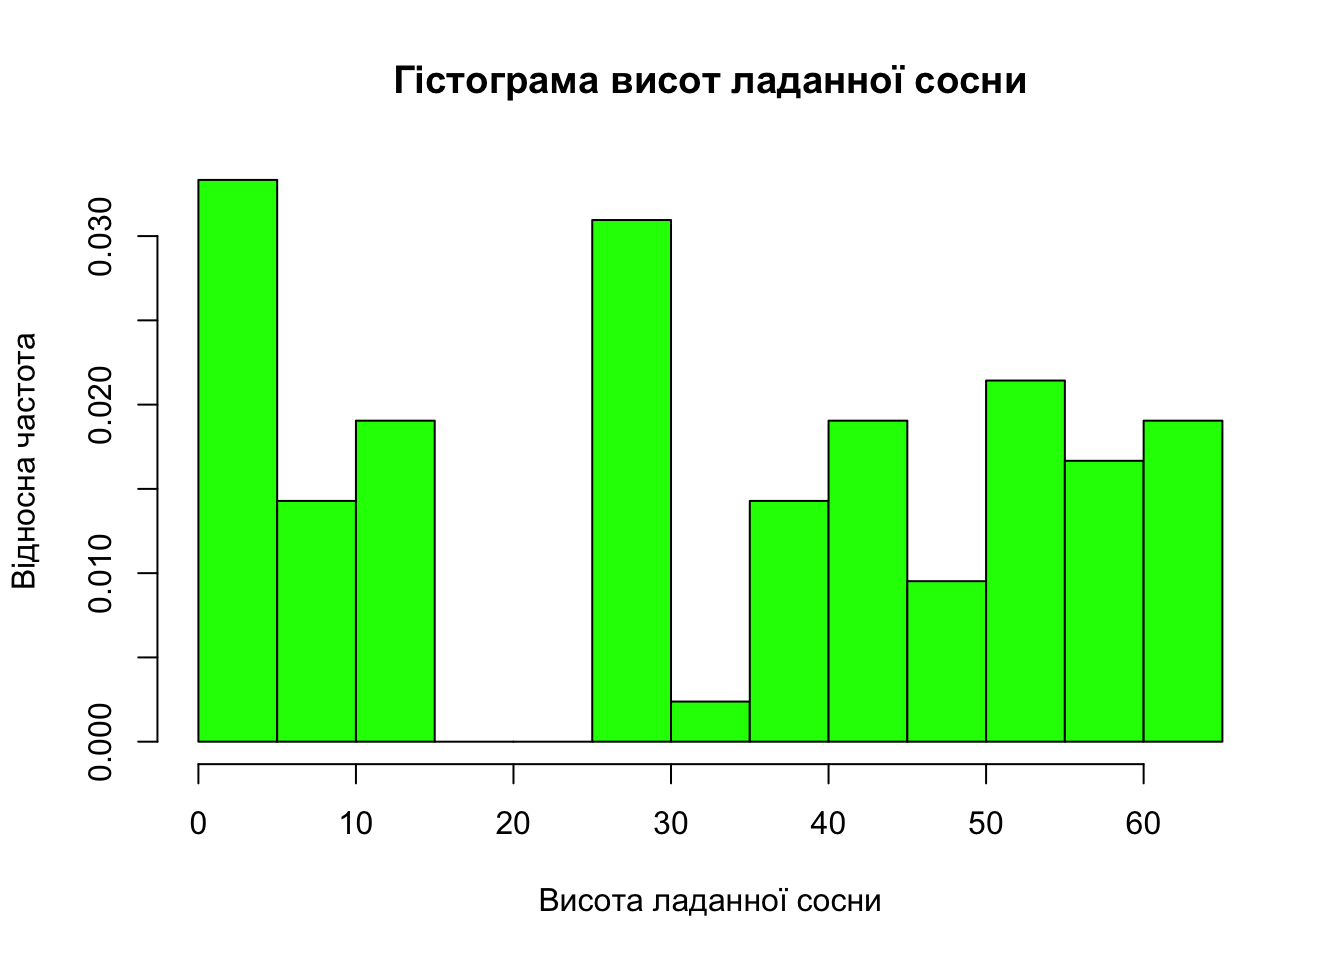 Гістограма висот ладанної сосни
Відносна частота
0.030
0.020
0.010
0.000
0 10 20 30 40 50 60
Висота ладанної сосни